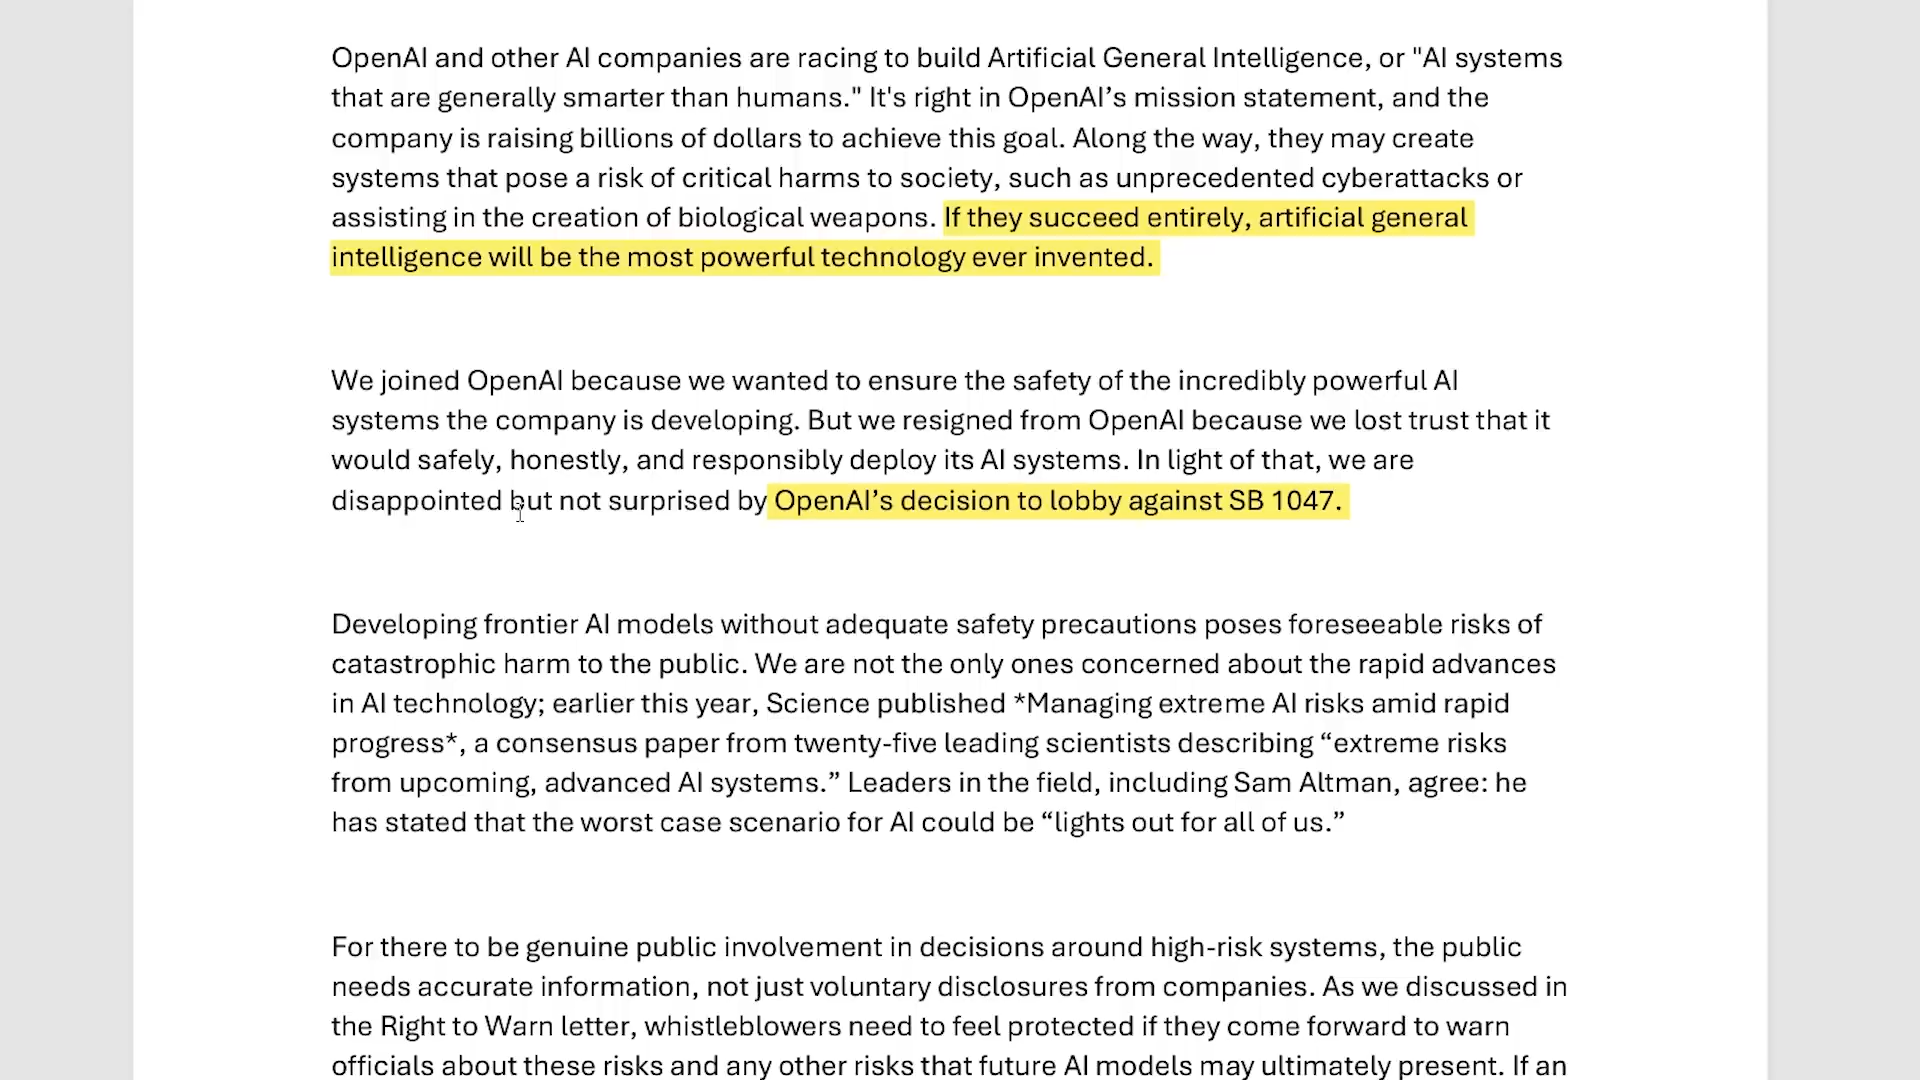 OpenAI and other AI companies are racing to build Artificial General Intelligence, or "AI systems
that are generally smarter than humans." It's right in OpenAI’s mission statement, and the
company is raising billions of dollars to achieve this goal. Along the way, they may create
systems that pose a risk of critical harms to society, such as unprecedented cyberattacks or
assisting in the creation of biological weapons. If they succeed entirely, artificial general
intelligence will be the most powerful technology ever invented.
We joined OpenAI because we wanted to ensure the safety of the incredibly powerful AI
systems the company is developing. But we resigned from OpenAI because we lost trust that it
would safely, honestly, and responsibly deploy its AI systems. In light of that, we are
disappointed but not surprised by OpenAI’s decision to lobby against SB 1047.
Developing frontier AI models without adequate safety precautions poses foreseeable risks of
catastrophic harm to the public. We are not the only ones concerned about the rapid advances
in AI technology; earlier this year, Science published *Managing extreme AI risks amid rapid
progress*, a consensus paper from twenty-five leading scientists describing “extreme risks
from upcoming, advanced AI systems.” Leaders in the field, including Sam Altman, agree: he
has stated that the worst case scenario for AI could be “lights out for all of us.”
For there to be genuine public involvement in decisions around high-risk systems, the public
needs accurate information, not just voluntary disclosures from companies. As we discussed in
the Right to Warn letter, whistleblowers need to feel protected if they come forward to warn
officials about these risks and any other risks that future AI models may ultimately present. If an